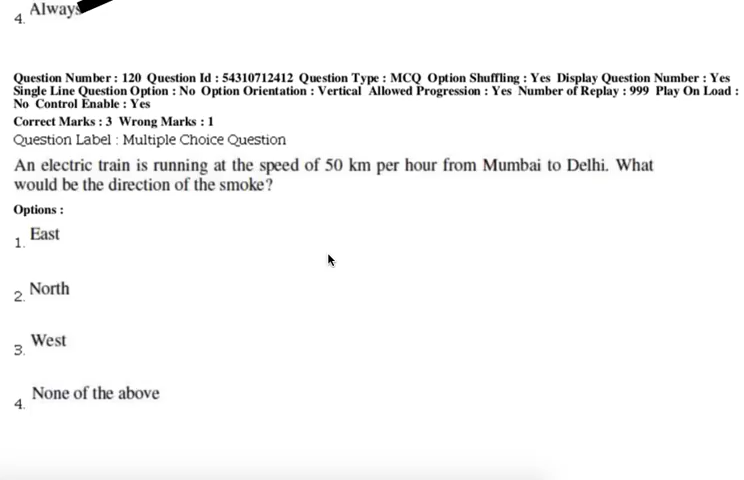 4. Always
Question Number : 120 Question Id : 54310712412 Question Type : MCQ Option Shuffling : Yes Display Question Number : Yes
Single Line Question Option : No Option Orientation : Vertical Allowed Progression : Yes Number of Replay : 999 Play On Load :
No Control Enable : Yes
Correct Marks : 3 Wrong Marks : 1
Question Label : Multiple Choice Question
An electric train is running at the speed of 50 km per hour from Mumbai to Delhi. What
would be the direction of the smoke?
Options :
1. East
2. North
3. West
4. None of the above